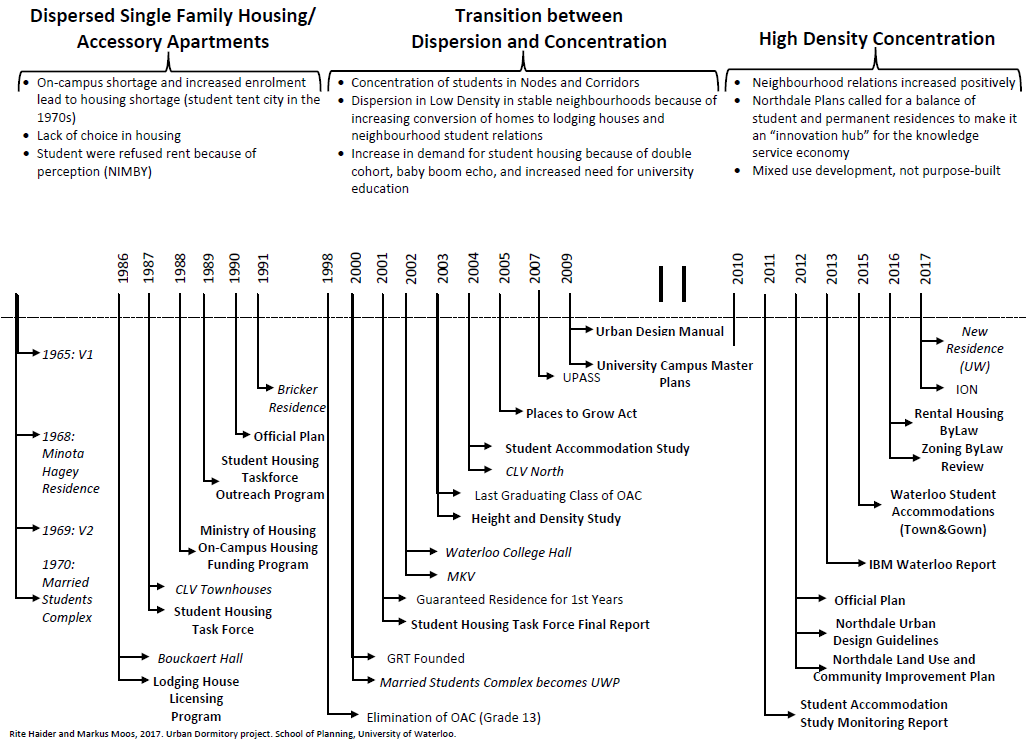 Dispersed Single Family Housing/
Accessory Apartments
• On-campus shortage and increased enrolment
lead to housing shortage (student tent city in the
1970s)
• Lack of choice in housing
• Student were refused rent because of
perception (NIMBY)
Transition between
Dispersion and Concentration
• Concentration of students in Nodes and Corridors
• Dispersion in Low Density in stable neighbourhoods because of
increasing conversion of homes to lodging houses and
neighbourhood student relations
• Increase in demand for student housing because of double
cohort, baby boom echo, and increased need for university
education
High Density Concentration
• Neighbourhood relations increased positively
• Northdale Plans called for a balance of
student and permanent residences to make it
an “innovation hub” for the knowledge
service economy
• Mixed use development, not purpose-built
1986
1987
1988
1989
1990
1991
1998
2000
2001
2002
2003
2004
2005
2007
2009
2010
2011
2012
2013
2015
2016
2017
1965: V1
1968:
Minota
Hagey
Residence
1969: V2
1970:
Married
Students
Complex
Bricker
Residence
Official Plan
Student Housing
Taskforce
Outreach Program
Ministry of Housing
On-Campus Housing
Funding Program
CLV Townhouses
Student Housing
Task Force
Bouckaert Hall
Lodging House
Licensing
Program
Urban Design Manual
University Campus Master
Plans
UPASS
Places to Grow Act
Student Accommodation Study
CLV North
Last Graduating Class of OAC
Height and Density Study
Waterloo College Hall
MKV
Guaranteed Residence for 1st Years
Student Housing Task Force Final Report
GRT Founded
Married Students Complex becomes UWP
Elimination of OAC (Grade 13)
New
Residence
(UW)
ION
Rental Housing
ByLaw
Zoning ByLaw
Review
Waterloo Student
Accommodations
(Town&Gown)
IBM Waterloo Report
Official Plan
Northdale Urban
Design Guidelines
Northdale Land Use and
Community Improvement Plan
Student Accommodation
Study Monitoring Report
Rite Haider and Markus Moos, 2017. Urban Dormitory project. School of Planning, University of Waterloo.